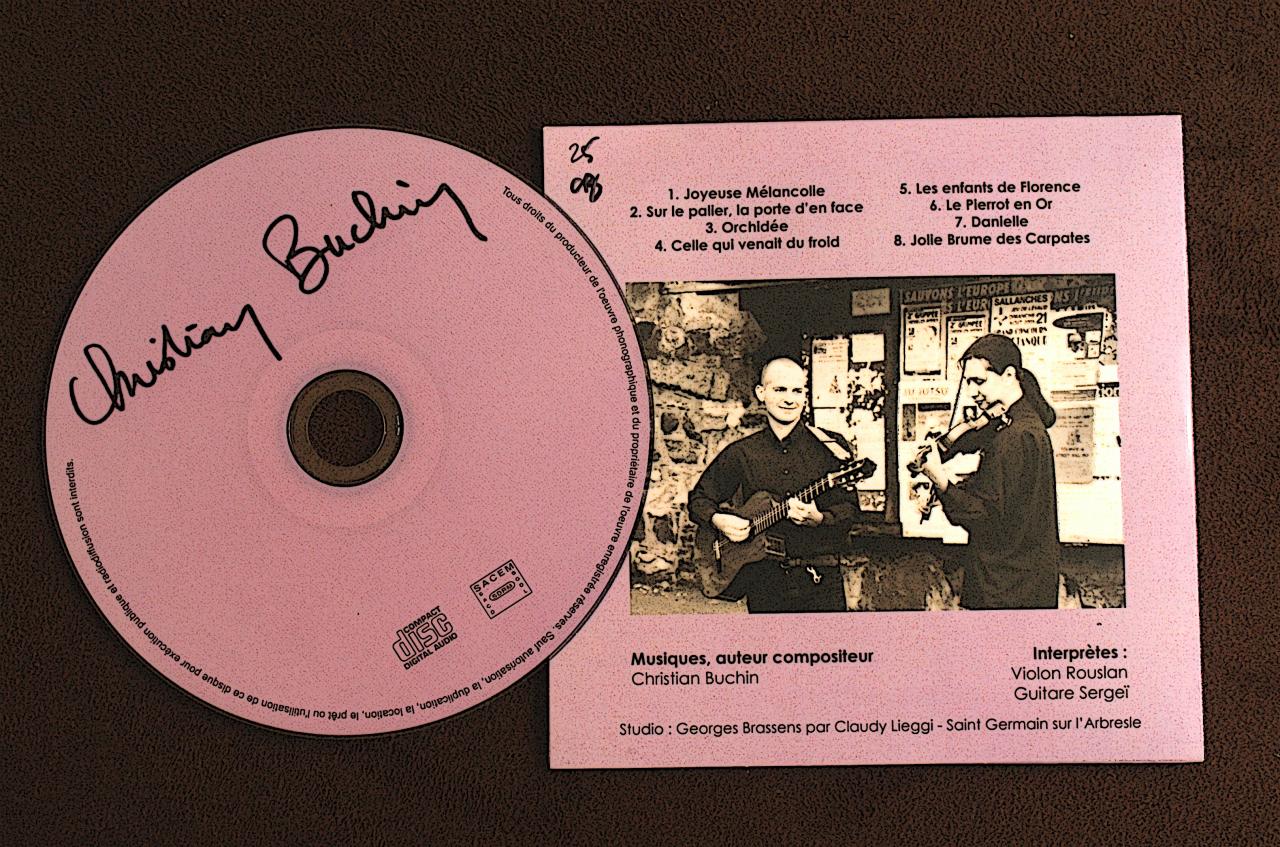 Christian Buchin
Tous droits du producteur de l'oeuvre phonographique et du propriétaire de l'oeuvre enregistrée réservés. Sauf autorisation, la duplication, la location, le prêt ou l'utilisation de ce disque pour exécution publique et radiodiffusion sont interdits.
SACEM
SDRM
COMPACT
disc
DIGITAL AUDIO
25
1. Joyeuse Mélancolie
2. Sur le palier, la porte d'en face
3. Orchidée
4. Celle qui venait du froid
5. Les enfants de Florence
6. Le Pierrot en Or
7. Danielle
8. Jolie Brume des Carpates
SAUVONS L'EUROPE
SALLANCHES
21
JU JUTSU
Musiques, auteur compositeur
Christian Buchin
Interprètes :
Violon Rouslan
Guitare Sergeï
Studio : Georges Brassens par Claudy Lieggi - Saint Germain sur l'Arbresle